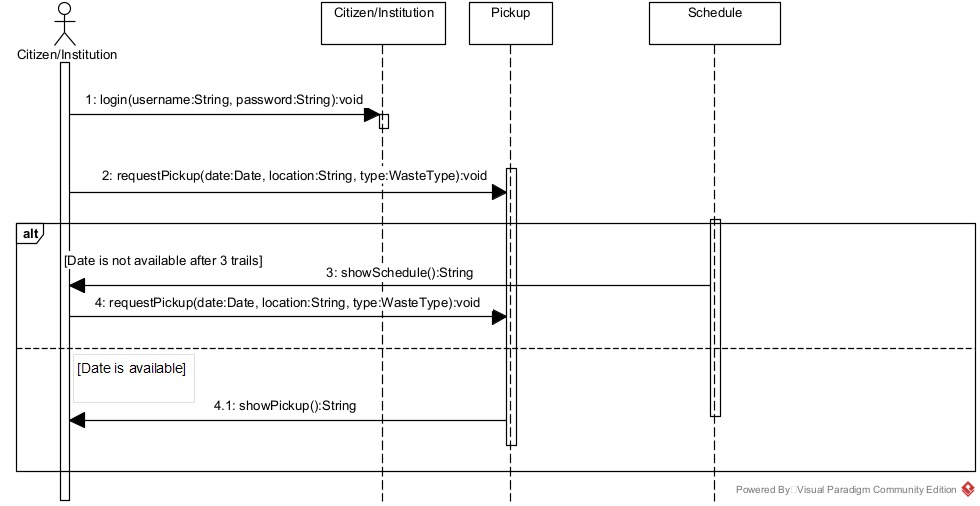 Citizen/Institution
Pickup
Schedule
Citizen/Institution
1: login(username:String, password:String):void
2: requestPickup(date:Date, location:String, type:WasteType):void
alt
[Date is not available after 3 trails]
3: showSchedule():String
4: requestPickup(date:Date, location:String, type:WasteType):void
[Date is available]
4.1: showPickup():String
Powered By Visual Paradigm Community Edition